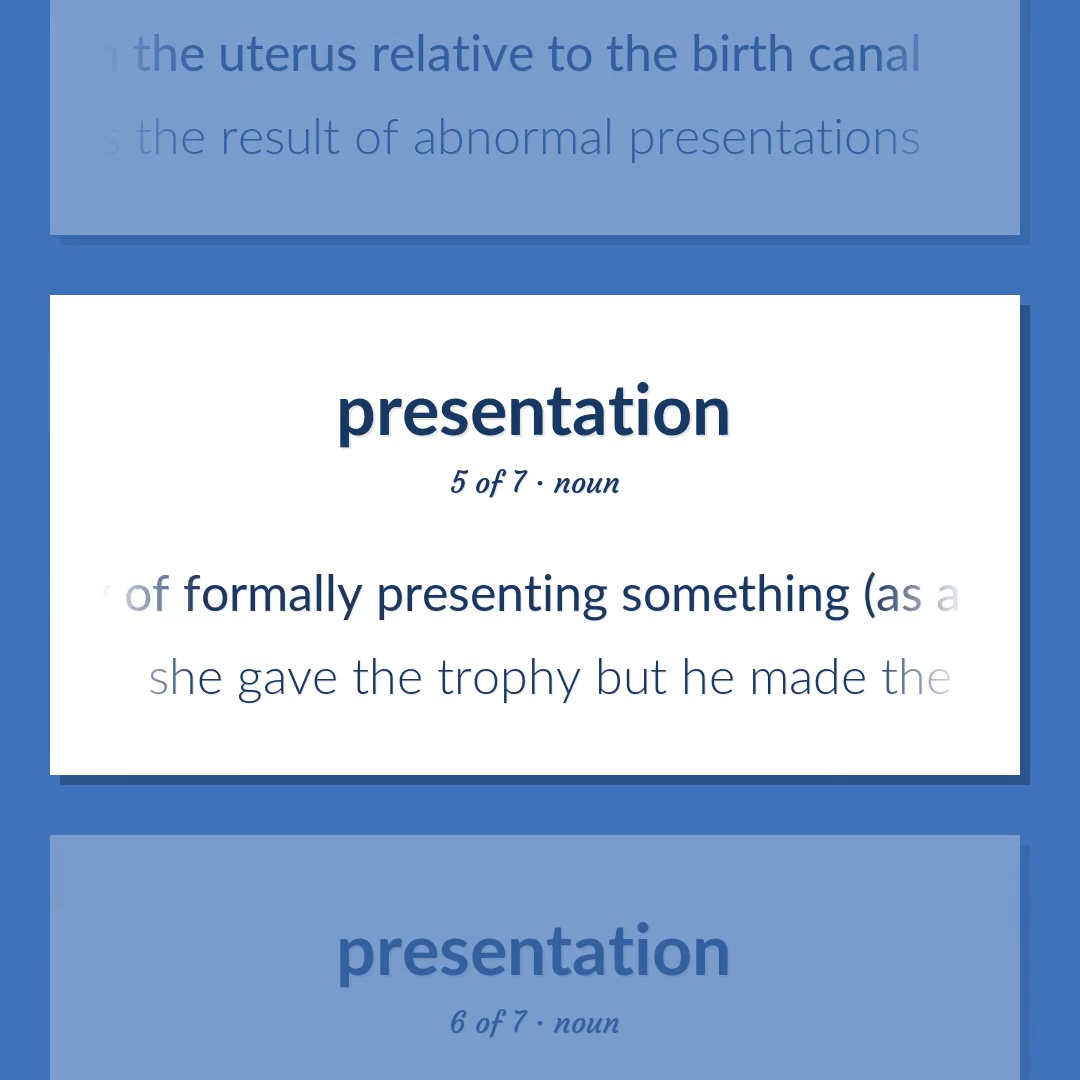 the uterus relative to the birth canal
the result of abnormal presentations
presentation
5 of 7 · noun
of formally presenting something (as a
she gave the trophy but he made the
presentation
6 of 7 · noun